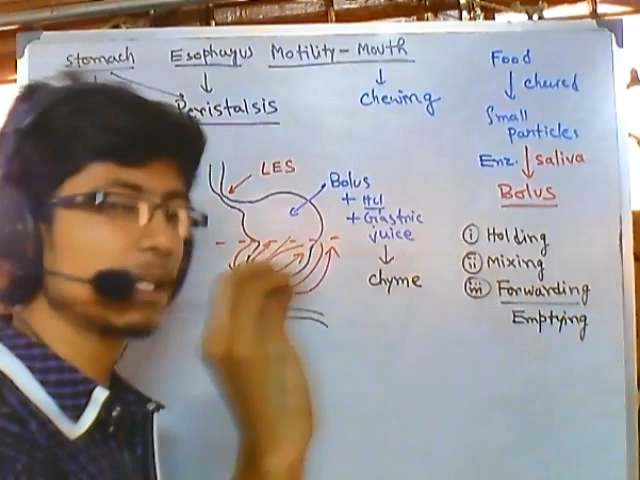 Stomach Esophagus Motility - Mouth
Peristalsis
chewing
LES
Bolus
+ Hcl
+ Gastric
juice
chyme
Food
chewed
Small
particles
Enz. saliva
Bolus
i Holding
ii Mixing
iii Forwarding
Emptying